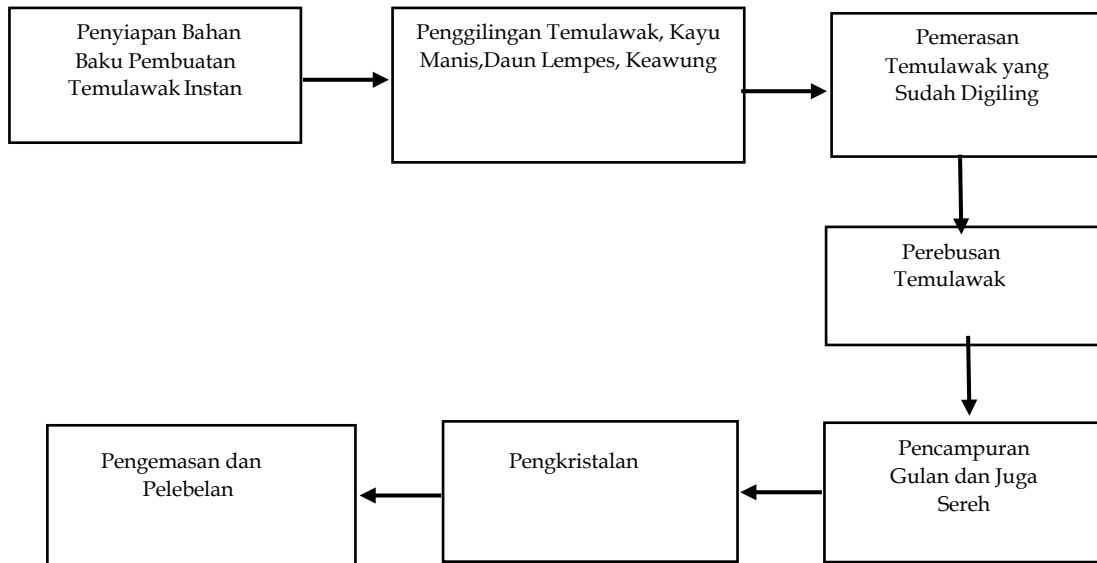 Penyiapan Bahan
Baku Pembuatan
Temulawak Instan
Penggilingan Temulawak, Kayu
Manis,Daun Lempes, Keawung
Pemerasan
Temulawak yang
Sudah Digiling
Perebusan
Temulawak
Pencampuran
Gulan dan Juga
Sereh
Pengkristalan
Pengemasan dan
Pelebelan